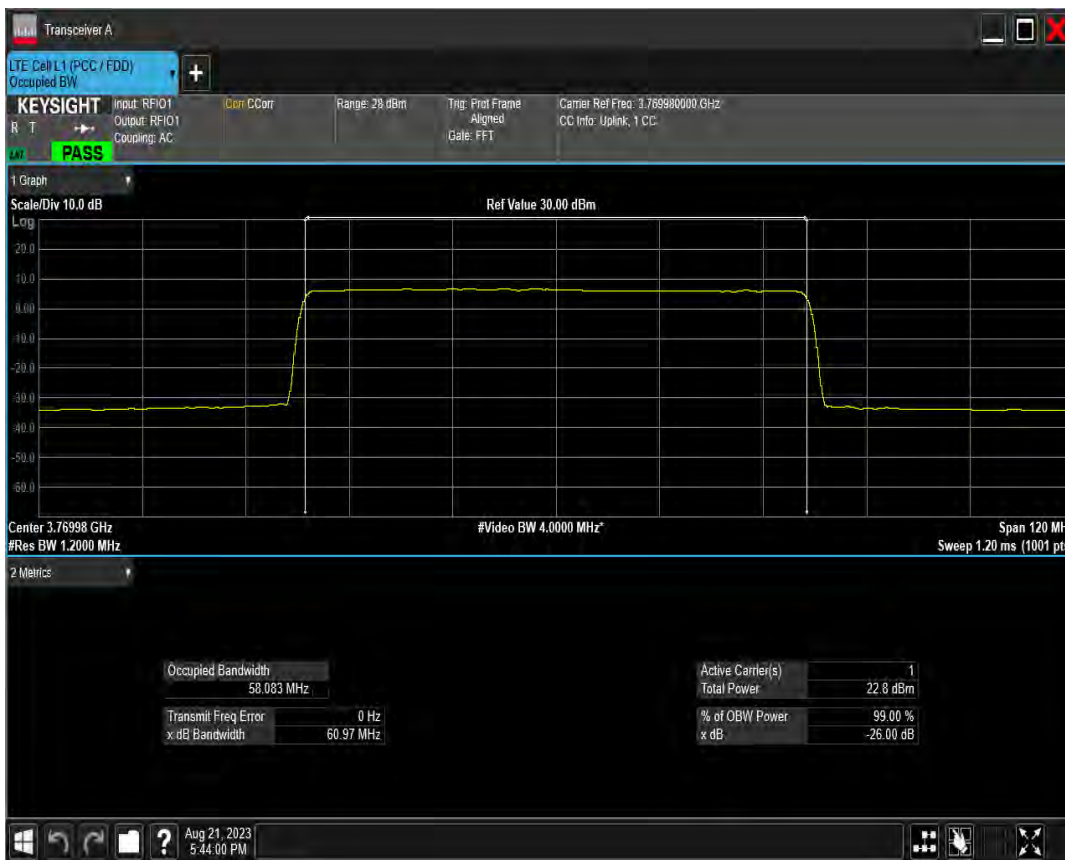 Transceiver A
LTE Cell L1 (PCC / FDD)
Occupied BW
KEYSIGHT
R T
PASS
Input: RFIO1
Output: RFIO1
Coupling: AC
Corr CCorr
Range: 28 dBm
Trig: Prot Frame
Aligned
Gate: FFT
Carrier Ref Freq: 3.769980000 GHz
CC Info: Uplink, 1 CC
1 Graph
Scale/Div 10.0 dB
Ref Value 30.00 dBm
Log
20.0
10.0
0.00
-10.0
-20.0
-30.0
-40.0
-50.0
-60.0
Center 3.76998 GHz
#Video BW 4.0000 MHz*
Span 120 MH
#Res BW 1.2000 MHz
Sweep 1.20 ms (1001 pts
2 Metrics
Occupied Bandwidth
58.083 MHz
Transmit Freq Error 0 Hz
x dB Bandwidth 60.97 MHz
Active Carrier(s) 1
Total Power 22.8 dBm
% of OBW Power 99.00 %
x dB -26.00 dB
?
Aug 21, 2023
5:44:00 PM